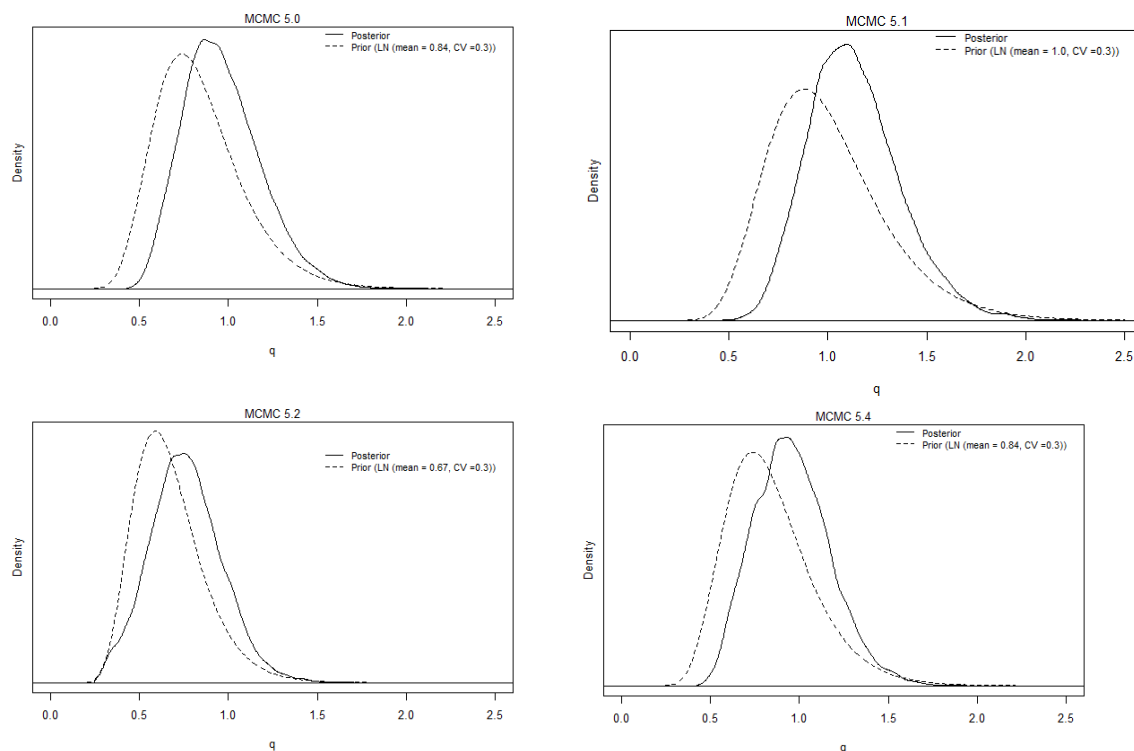 MCMC 5.0
Posterior
Prior (LN (mean = 0.84, CV =0.3))
Density
0.0 0.5 1.0 1.5 2.0 2.5
q
MCMC 5.1
Posterior
Prior (LN (mean = 1.0, CV =0.3))
Density
0.0 0.5 1.0 1.5 2.0 2.5
q
MCMC 5.2
Posterior
Prior (LN (mean = 0.67, CV =0.3))
Density
0.0 0.5 1.0 1.5 2.0 2.5
q
MCMC 5.4
Posterior
Prior (LN (mean = 0.84, CV =0.3))
Density
0.0 0.5 1.0 1.5 2.0 2.5
q